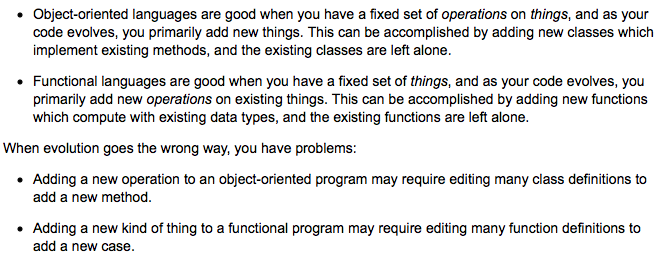 • Object-oriented languages are good when you have a fixed set of operations on things, and as your
code evolves, you primarily add new things. This can be accomplished by adding new classes which
implement existing methods, and the existing classes are left alone.
• Functional languages are good when you have a fixed set of things, and as your code evolves, you
primarily add new operations on existing things. This can be accomplished by adding new functions
which compute with existing data types, and the existing functions are left alone.
When evolution goes the wrong way, you have problems:
• Adding a new operation to an object-oriented program may require editing many class definitions to
add a new method.
• Adding a new kind of thing to a functional program may require editing many function definitions to
add a new case.